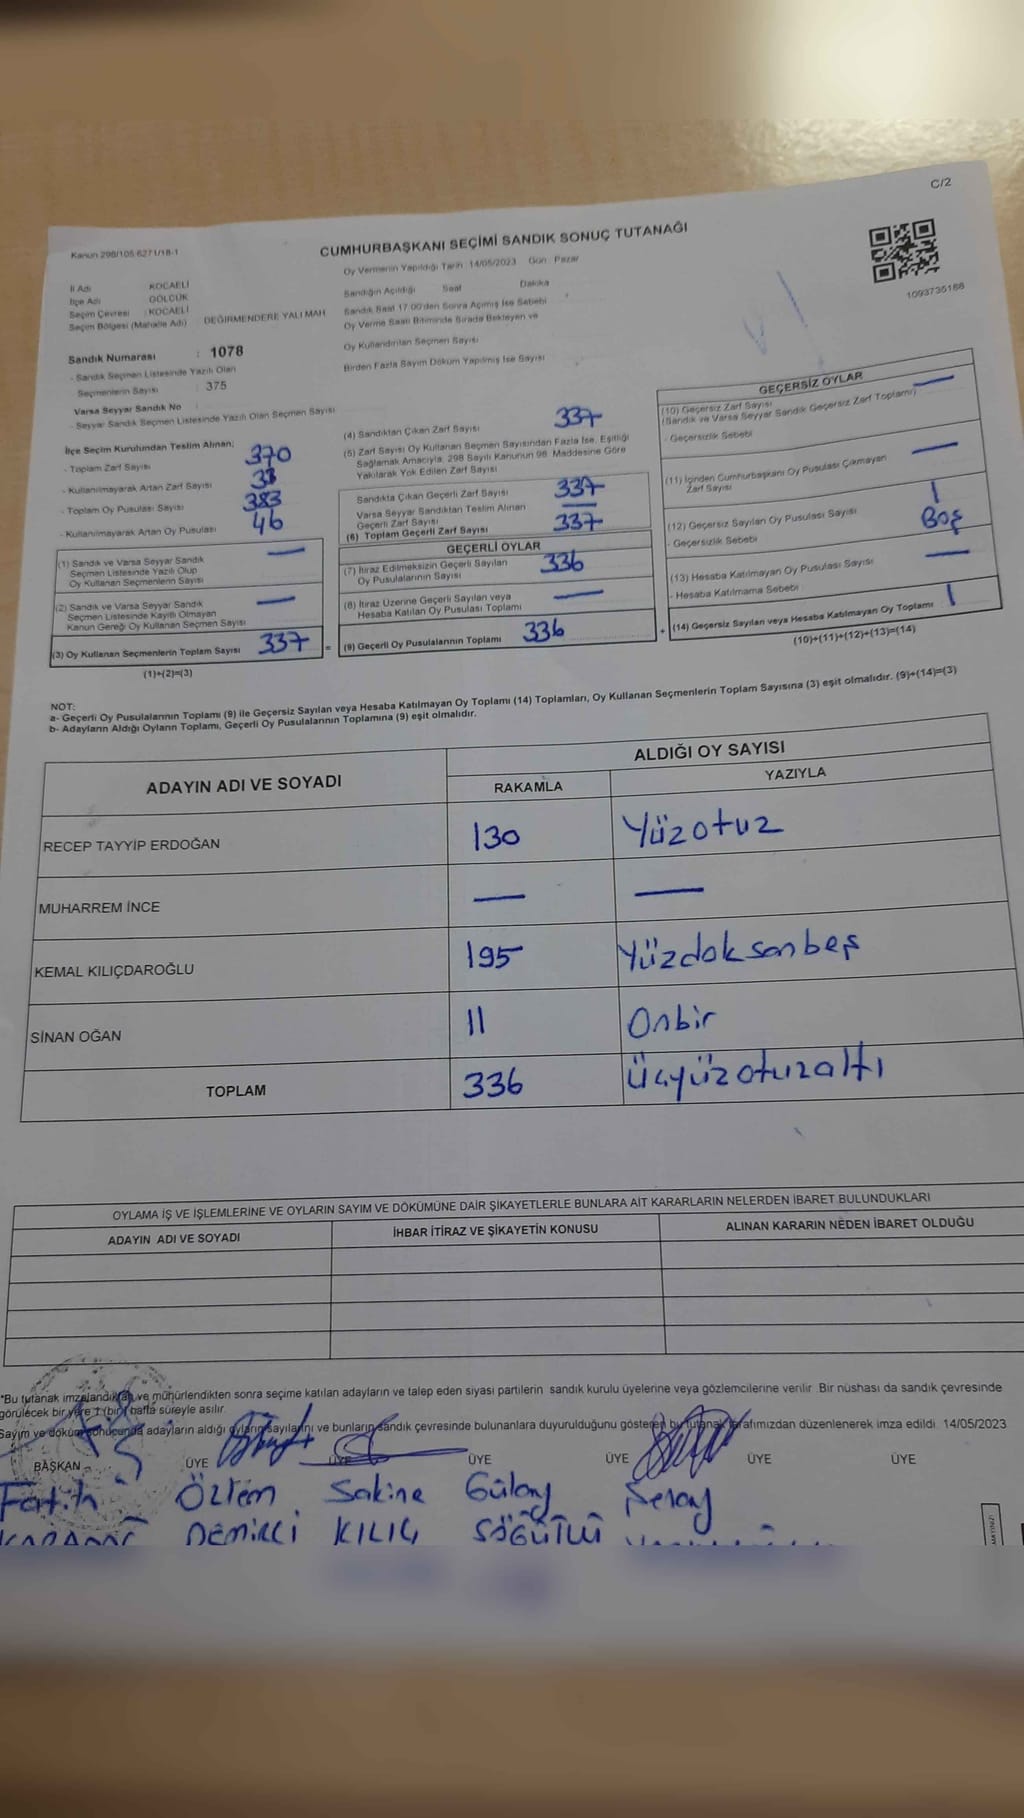 C/2
Kanun 298/105 6271/18-1
CUMHURBAŞKANI SEÇİMİ SANDIK SONUÇ TUTANAĞI
1093735168
İl Adı KOCAELİ
İlçe Adı GÖLCÜK
Seçim Çevresi : KOCAELİ
Seçim Bölgesi (Mahalle Adı) DEĞİRMENDERE YALI MAH
Sandık Numarası : 1078
- Sandık Seçmen Listesinde Yazılı Olan
Seçmenlerin Sayısı : 375
Varsa Seyyar Sandık No
- Seyyar Sandık Seçmen Listesinde Yazılı Olan Seçmen Sayısı
Oy Vermenin Yapıldığı Tarih : 14/05/2023 Gün : Pazar
Sandığın Açıldığı Saat Dakika
Sandık Saat 17.00'den Sonra Açımış İse Sebebi
Oy Verme Saati Bitiminde Sırada Bekleyen ve
Oy Kullandırılan Seçmen Sayısı
Birden Fazla Sayım Döküm Yapılmış İse Sayısı
İlçe Seçim Kurulundan Teslim Alınan;
- Toplam Zarf Sayısı 370
- Kullanılmayarak Artan Zarf Sayısı 33
- Toplam Oy Pusulası Sayısı 383
- Kullanılmayarak Artan Oy Pusulası 46
(1) Sandık ve Varsa Seyyar Sandık
Seçmen Listesinde Yazılı Olup
Oy Kullanan Seçmenlerin Sayısı —
(2) Sandık ve Varsa Seyyar Sandık
Seçmen Listesinde Kayıtlı Olmayan
Kanun Gereği Oy Kullanan Seçmen Sayısı —
(3) Oy Kullanan Seçmenlerin Toplam Sayısı 337 =
(1)+(2)=(3)
(4) Sandıktan Çıkan Zarf Sayısı 337
(5) Zarf Sayısı Oy Kullanan Seçmen Sayısından Fazla İse, Eşitliği
Sağlamak Amacıyla, 298 Sayılı Kanunun 98. Maddesine Göre
Yakılarak Yok Edilen Zarf Sayısı
Sandıkta Çıkan Geçerli Zarf Sayısı 337
Varsa Seyyar Sandıktan Teslim Alınan
Geçerli Zarf Sayısı —
(6) Toplam Geçerli Zarf Sayısı 337
GEÇERLİ OYLAR
(7) İtiraz Edilmeksizin Geçerli Sayılan
Oy Pusulalarının Sayısı 336
(8) İtiraz Üzerine Geçerli Sayılan veya
Hesaba Katılan Oy Pusulası Toplamı —
(9) Geçerli Oy Pusulalarının Toplamı 336 +
GEÇERSİZ OYLAR
(10) Geçersiz Zarf Sayısı —
(Sandık ve Varsa Seyyar Sandık Geçersiz Zarf Toplamı)
- Geçersizlik Sebebi
(11) İçinden Cumhurbaşkanı Oy Pusulası Çıkmayan
Zarf Sayısı —
(12) Geçersiz Sayılan Oy Pusulası Sayısı 1
- Geçersizlik Sebebi Boş
(13) Hesaba Katılmayan Oy Pusulası Sayısı —
- Hesaba Katılmama Sebebi
(14) Geçersiz Sayılan veya Hesaba Katılmayan Oy Toplamı 1
(10)+(11)+(12)+(13)=(14)
NOT:
a- Geçerli Oy Pusulalarının Toplamı (9) ile Geçersiz Sayılan veya Hesaba Katılmayan Oy Toplamı (14) Toplamları, Oy Kullanan Seçmenlerin Toplam Sayısına (3) eşit olmalıdır. (9)+(14)=(3)
b- Adayların Aldığı Oyların Toplamı, Geçerli Oy Pusulalarının Toplamına (9) eşit olmalıdır.
ADAYIN ADI VE SOYADI ALDIĞI OY SAYISI
RAKAMLA YAZIYLA
RECEP TAYYİP ERDOĞAN 130 Yüzotuz
MUHARREM İNCE — —
KEMAL KILIÇDAROĞLU 195 Yüzdoksanbeş
SİNAN OĞAN 11 Onbir
TOPLAM 336 Üçyüzotuzaltı
OYLAMA İŞ VE İŞLEMLERİNE VE OYLARIN SAYIM VE DÖKÜMÜNE DAİR ŞİKAYETLERLE BUNLARA AİT KARARLARIN NELERDEN İBARET BULUNDUKLARI
ADAYIN ADI VE SOYADI İHBAR İTİRAZ VE ŞİKAYETİN KONUSU ALINAN KARARIN NEDEN İBARET OLDUĞU
*Bu tutanak imzalandıktan ve mühürlendikten sonra seçime katılan adayların ve talep eden siyasi partilerin sandık kurulu üyelerine veya gözlemcilerine verilir. Bir nüshası da sandık çevresinde
görülecek bir yere 1 (bir) hafta süreyle asılır.
Sayım ve döküm sonucunda adayların aldığı oyların sayılarını ve bunların sandık çevresinde bulunanlara duyurulduğunu gösteren bu tutanak tarafımızdan düzenlenerek imza edildi. 14/05/2023
BAŞKAN ÜYE ÜYE ÜYE ÜYE ÜYE ÜYE
Fatih Özlem Sakine Gülay Seray
DEMİRCİ KILIÇ SÖĞÜTLÜ